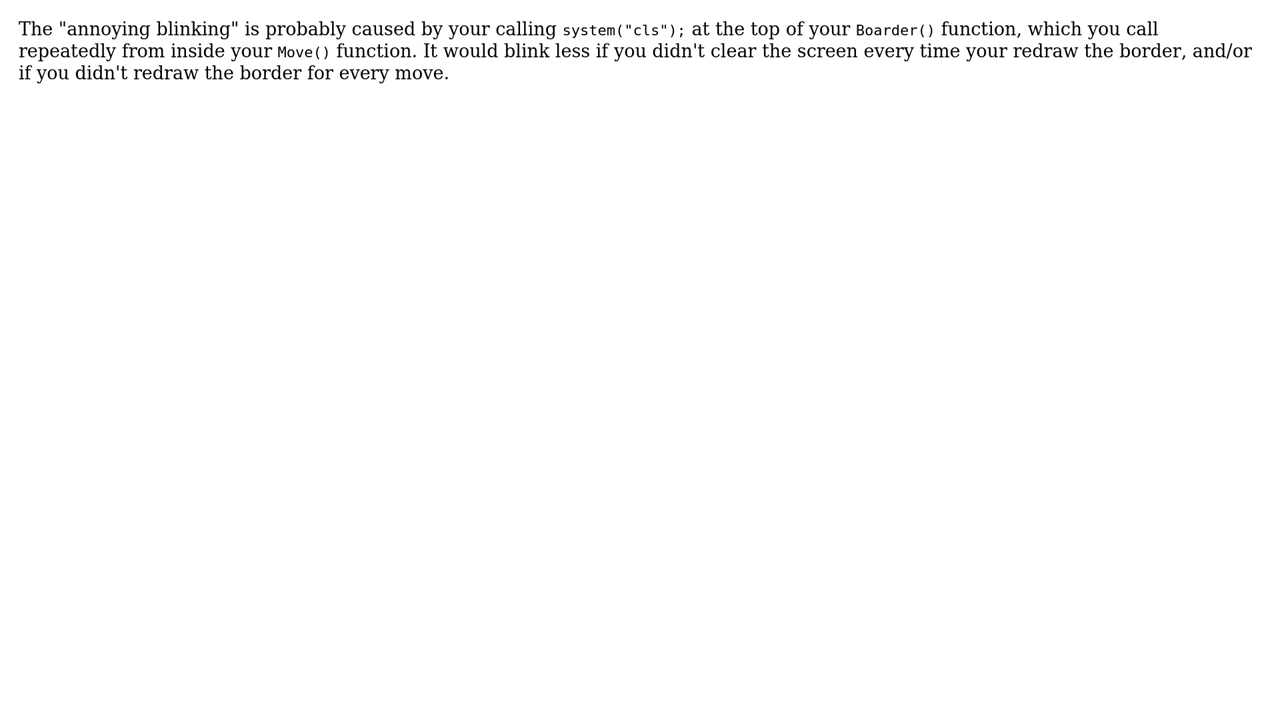 The "annoying blinking" is probably caused by your calling system("cls"); at the top of your Boarder() function, which you call
repeatedly from inside your Move() function. It would blink less if you didn't clear the screen every time your redraw the border, and/or
if you didn't redraw the border for every move.